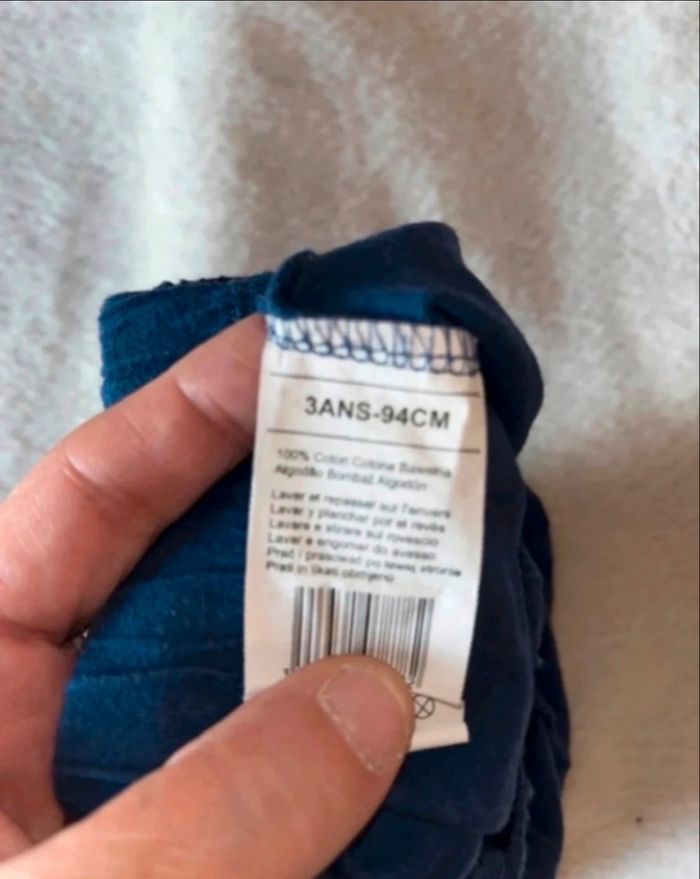 3ANS-94CM
100% Coton Cotone Bawełna
Algodão Bombaž Algodón
Laver et repasser sur l'envers
Lavar y planchar por el revés
Lavare e stirare sul rovescio
Lavar e engomar do avesso
Prać i prasować po lewej stronie
Prati in likati obrnjeno